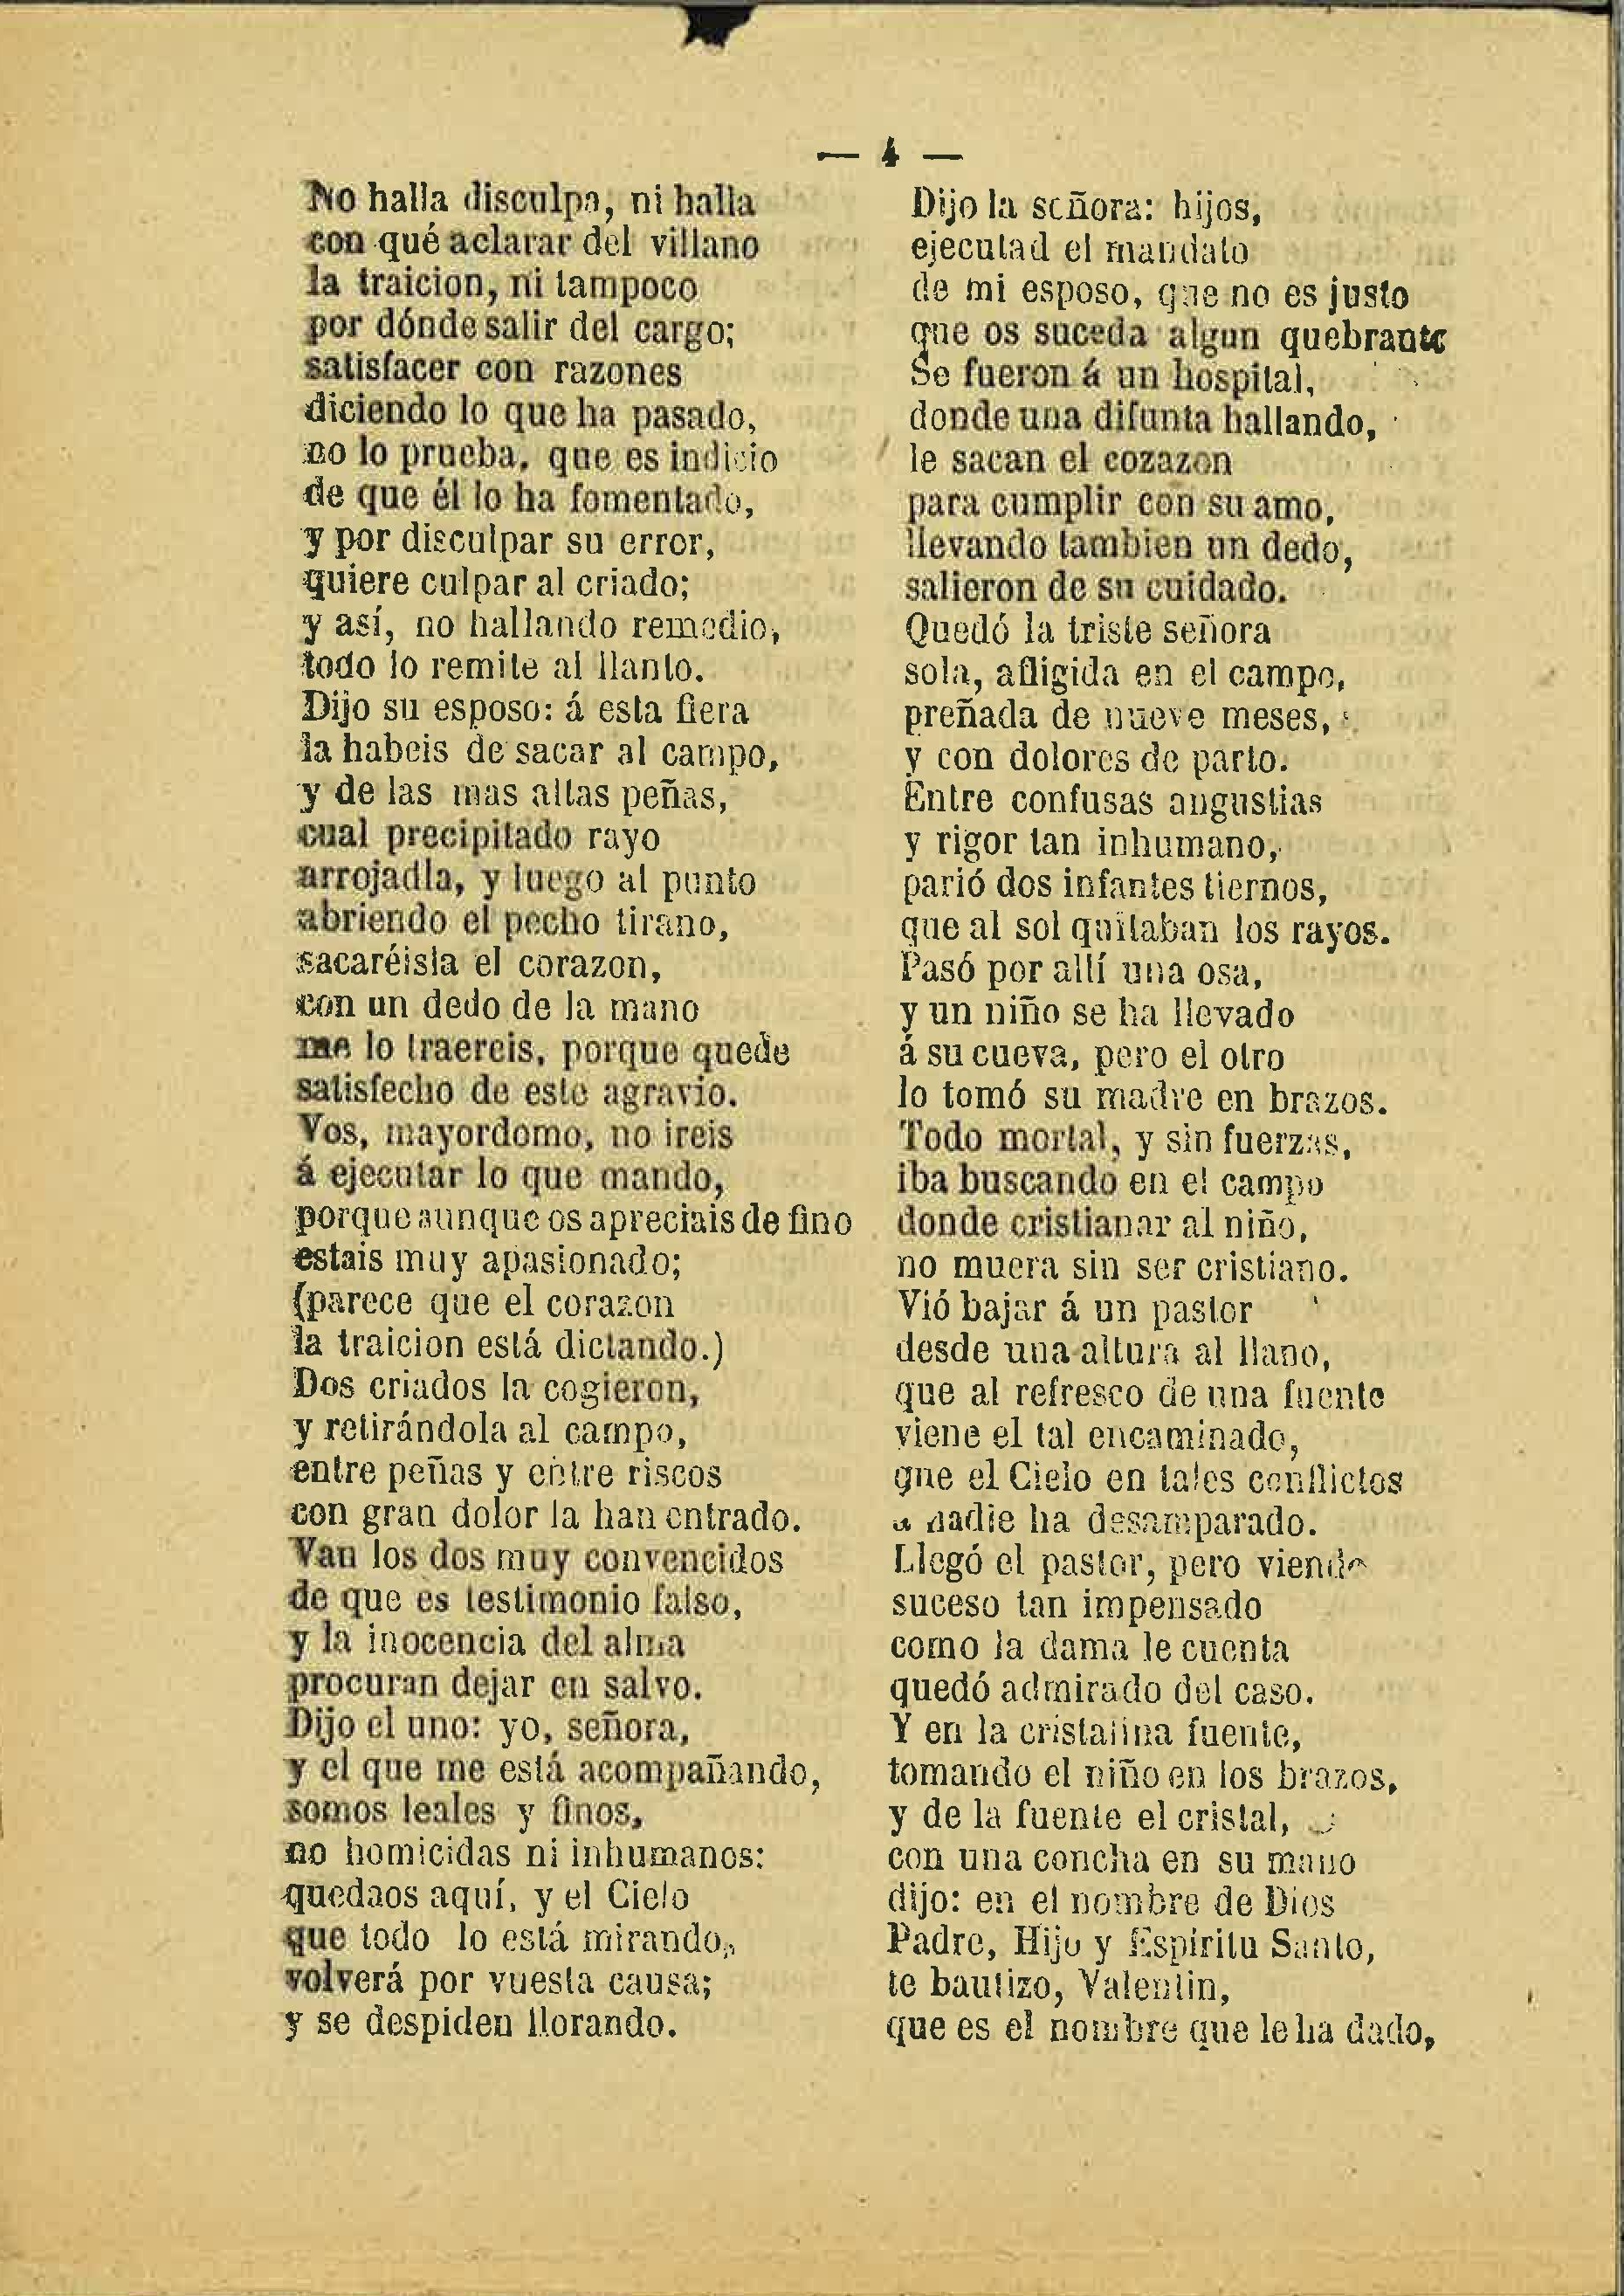 — 4 —
No halla disculpa, ni halla
con qué aclarar del villano
la traicion, ni tampoco
por dónde salir del cargo;
satisfacer con razones
diciendo lo que ha pasado,
no lo prueba, que es indicio
de que él lo ha fomentado,
y por disculpar su error,
quiere culpar al criado;
y así, no hallando remedio,
todo lo remite al llanto.
Dijo su esposo: á esta fiera
la habeis de sacar al campo,
y de las mas altas peñas,
cual precipitado rayo
arrojadla, y luego al punto
abriendo el pecho tirano,
sacaréisla el corazon,
con un dedo de la mano
me lo traereis, porque quede
satisfecho de este agravio.
Vos, mayordomo, no ireis
á ejecutar lo que mando,
porque aunque os apreciais de fino
estais muy apasionado;
(parece que el corazon
la traicion está dictando.)
Dos criados la cogieron,
y retirándola al campo,
entre peñas y entre riscos
con gran dolor la han entrado.
Van los dos muy convencidos
de que es testimonio falso,
y la inocencia del alma
procuran dejar en salvo.
Dijo el uno: yo, señora,
y el que me está acompañando,
somos leales y finos,
no homicidas ni inhumanos:
quedaos aquí, y el Cielo
que todo lo está mirando,
volverá por vuesta causa;
y se despiden llorando.
Dijo la señora: hijos,
ejecutad el mandato
de mi esposo, que no es justo
que os suceda algun quebranto
Se fueron á un hospital,
donde una difunta hallando,
le sacan el cozazon
para cumplir con su amo,
llevando tambien un dedo,
salieron de su cuidado.
Quedó la triste señora
sola, afligida en el campo,
preñada de nueve meses,
y con dolores de parto.
Entre confusas angustias
y rigor tan inhumano,
parió dos infantes tiernos,
que al sol quitaban los rayos.
Pasó por allí una osa,
y un niño se ha llevado
á su cueva, pero el otro
lo tomó su madre en brazos.
Todo mortal, y sin fuerzas,
iba buscando en el campo
donde cristianar al niño,
no muera sin ser cristiano.
Vió bajar á un pastor
desde una altura al llano,
que al refresco de una fuente
viene el tal encaminado,
que el Cielo en tales conflictos
a nadie ha desamparado.
Llegó el pastor, pero viendo
suceso tan impensado
como la dama le cuenta
quedó admirado del caso.
Y en la cristalina fuente,
tomando el niño en los brazos,
y de la fuente el cristal,
con una concha en su mano
dijo: en el nombre de Dios
Padre, Hijo y Espiritu Santo,
te bautizo, Valentin,
que es el nombre que le ha dado,